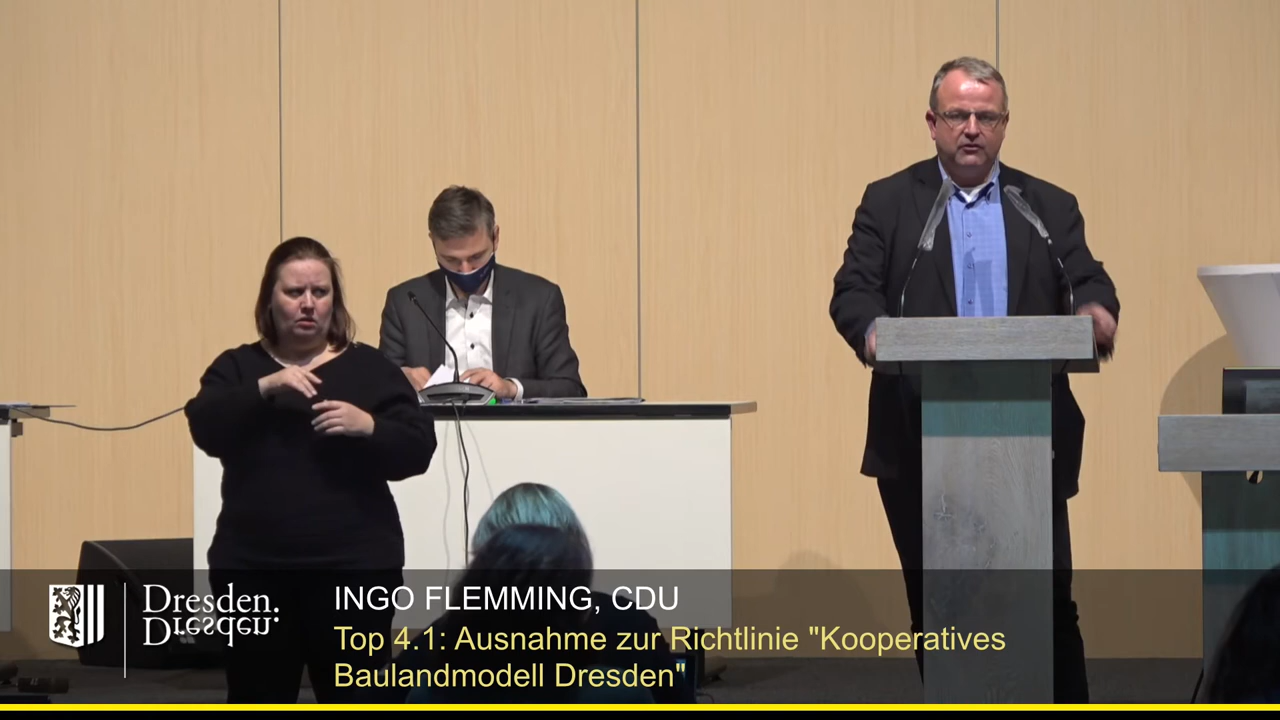 Dresden.
Dresden.
INGO FLEMMING, CDU
Top 4.1: Ausnahme zur Richtlinie "Kooperatives
Baulandmodell Dresden"